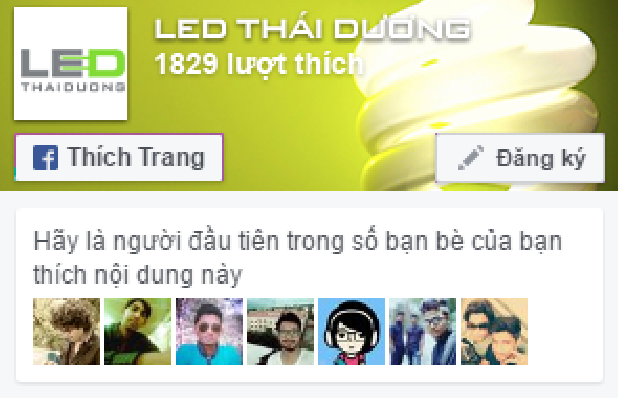 LED THÁI DƯƠNG
1829 lượt thích
LED
THAIDUONG
Thích Trang
Đăng ký
Hãy là người đầu tiên trong số bạn bè của bạn
thích nội dung này